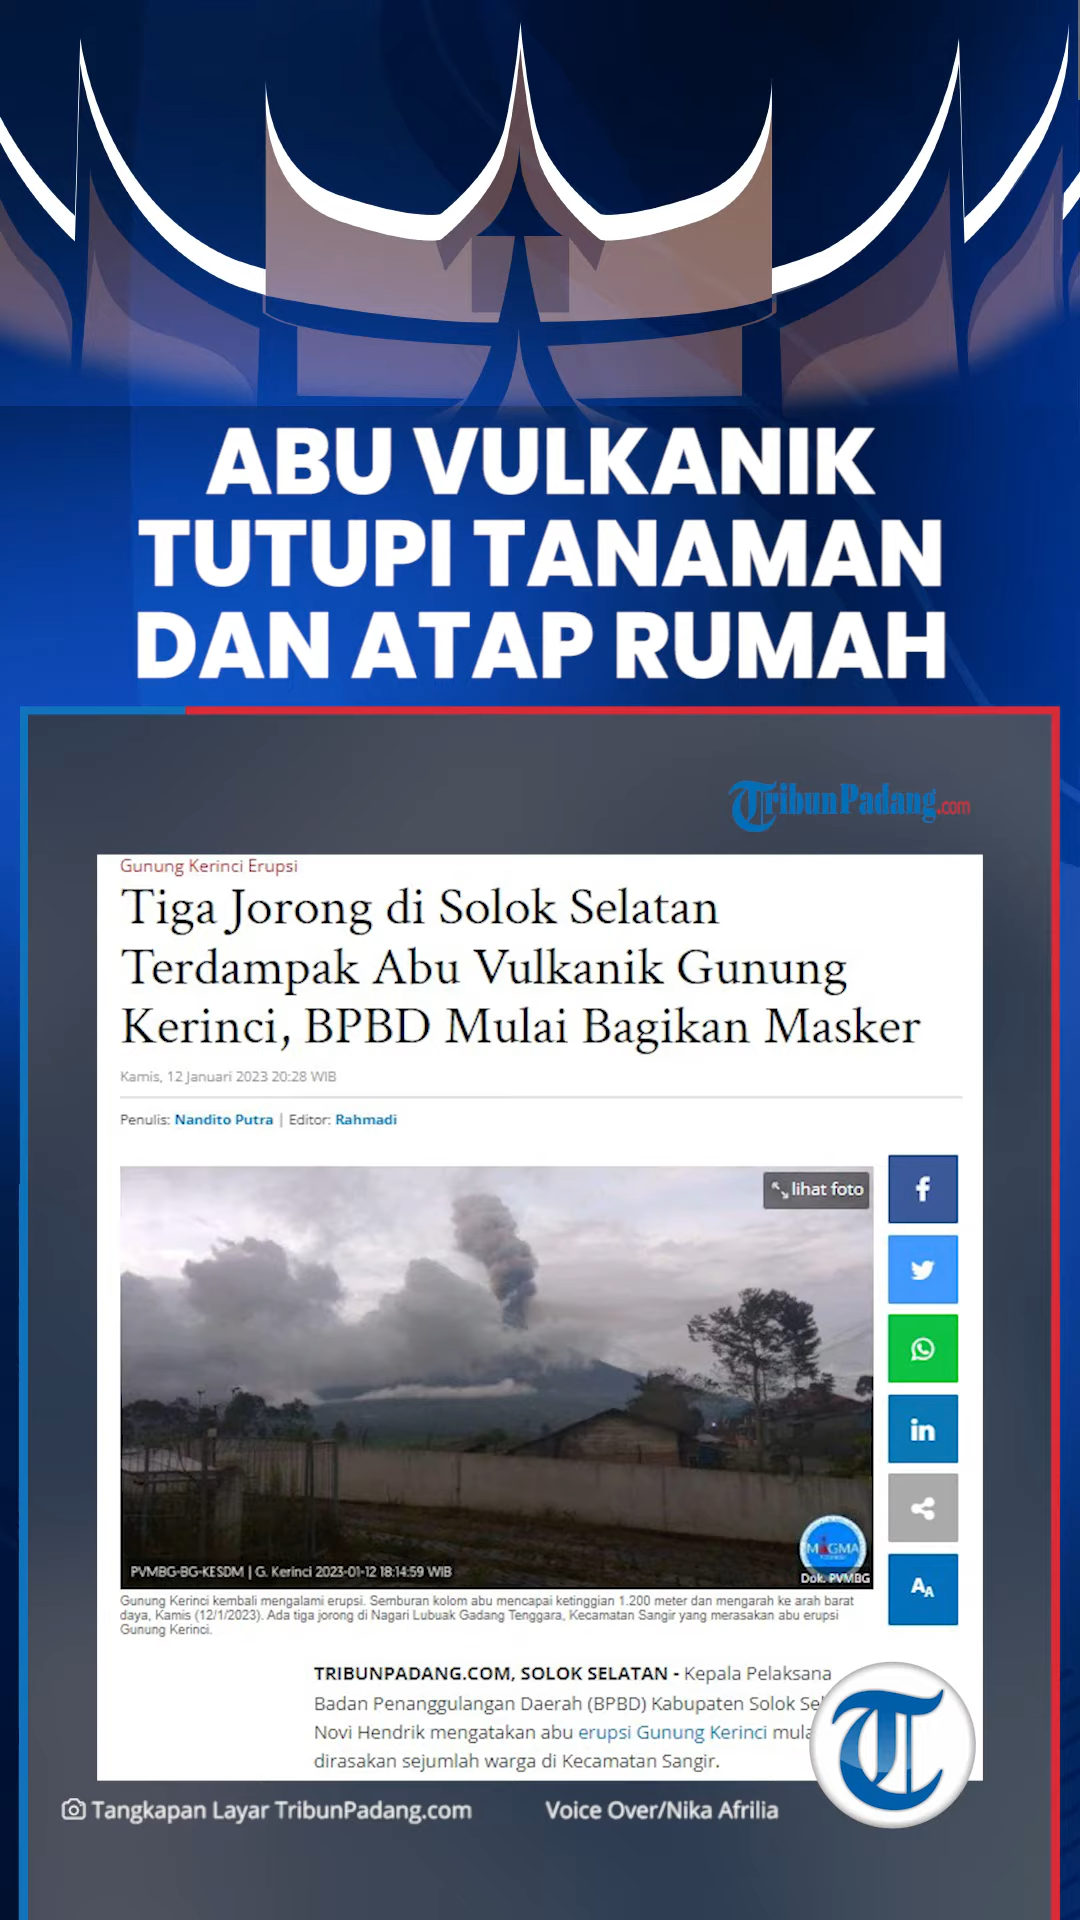 ABU VULKANIK
TUTUPI TANAMAN
DAN ATAP RUMAH
TribunPadang.com
Gunung Kerinci Erupsi
Tiga Jorong di Solok Selatan
Terdampak Abu Vulkanik Gunung
Kerinci, BPBD Mulai Bagikan Masker
Kamis, 12 Januari 2023 20:28 WIB
Penulis: Nandito Putra | Editor: Rahmadi
lihat foto
MAGMA
PVMBG-BG-KESDM | G. Kerinci 2023-01-12 18:14:59 WIB
Dok. PVMBG
Gunung Kerinci kembali mengalami erupsi. Semburan kolom abu mencapai ketinggian 1.200 meter dan mengarah ke arah barat
daya, Kamis (12/1/2023). Ada tiga jorong di Nagari Lubuak Gadang Tenggara, Kecamatan Sangir yang merasakan abu erupsi
Gunung Kerinci.
TRIBUNPADANG.COM, SOLOK SELATAN - Kepala Pelaksana
Badan Penanggulangan Daerah (BPBD) Kabupaten Solok Sel
Novi Hendrik mengatakan abu erupsi Gunung Kerinci mula
dirasakan sejumlah warga di Kecamatan Sangir.
Tangkapan Layar TribunPadang.com
Voice Over/Nika Afrilia